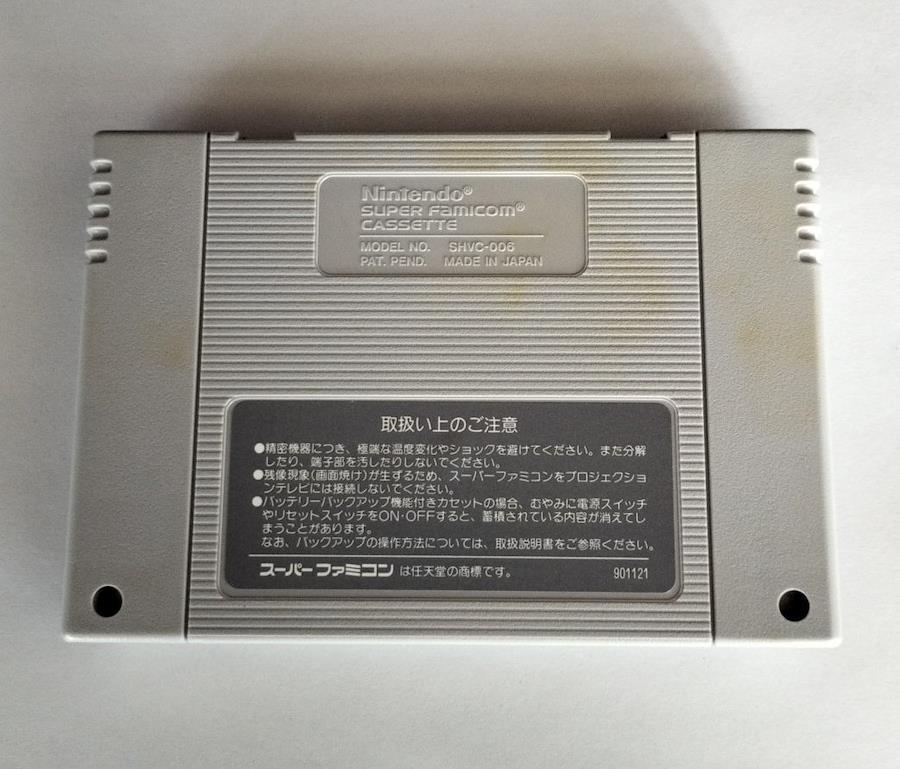 Nintendo®
SUPER FAMICOM®
CASSETTE
MODEL NO. SHVC-006
PAT. PEND. MADE IN JAPAN
取扱い上のご注意
●精密機器につき、極端な温度変化やショックを避けてください。また分解
したり、端子部を汚したりしないでください。
●残像現象(画面焼け)が生ずるため、スーパーファミコンをプロジェクショ
ンテレビには接続しないでください。
●バッテリーバックアップ機能付きカセットの場合、むやみに電源スイッチ
やリセットスイッチをON·OFFすると、蓄積されている内容が消えてし
まうことがあります。
なお、バックアップの操作方法については、取扱説明書をご参照ください。
スーパーファミコン は任天堂の商標です。 901121